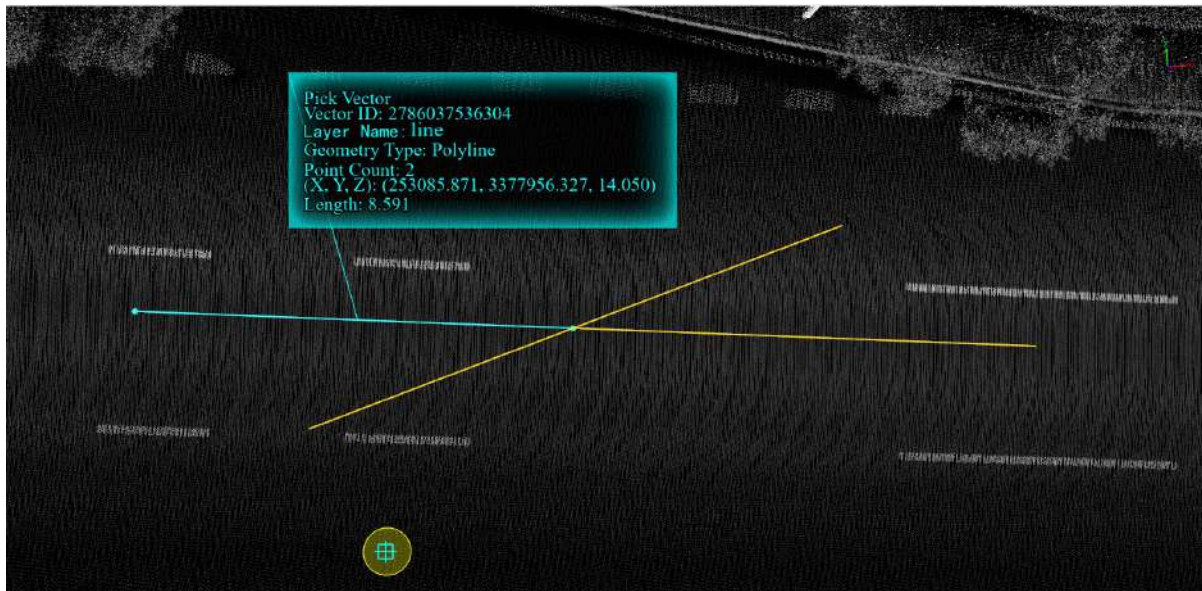 Pick Vector
Vector ID: 2786037536304
Layer Name: line
Geometry Type: Polyline
Point Count: 2
(X, Y, Z): (253085.871, 3377956.327, 14.050)
Length: 8.591